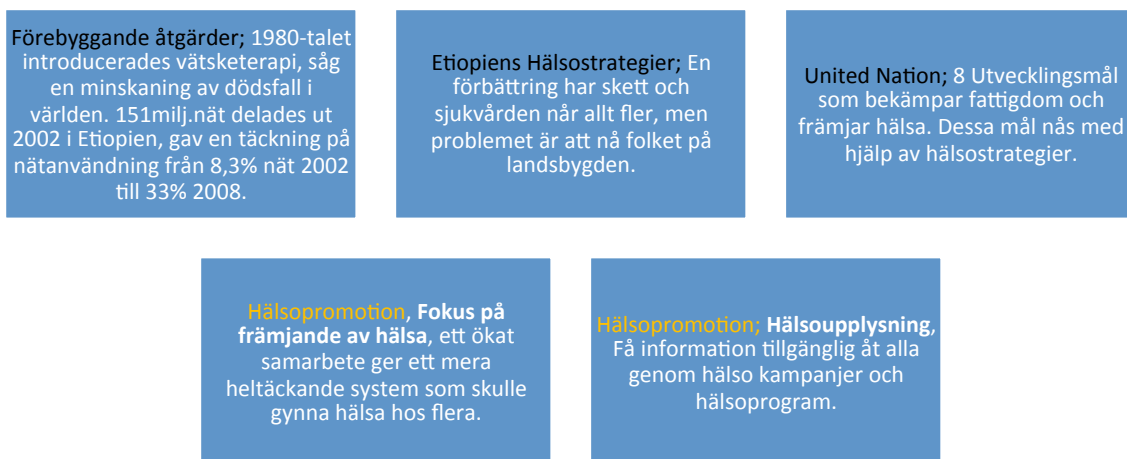 Förebyggande åtgärder; 1980-talet
introducerades vätsketerapi, såg
en minskaning av dödsfall i
världen. 151milj.nät delades ut
2002 i Etiopien, gav en täckning på
nätanvändning från 8,3% nät 2002
till 33% 2008.
Etiopiens Hälsostrategier; En
förbättring har skett och
sjukvården når allt fler, men
problemet är att nå folket på
landsbygden.
United Nation; 8 Utvecklingsmål
som bekämpar fattigdom och
främjar hälsa. Dessa mål nås med
hjälp av hälsostrategier.
Hälsopromotion, Fokus på
främjande av hälsa, ett ökat
samarbete ger ett mera
heltäckande system som skulle
gynna hälsa hos flera.
Hälsopromotion; Hälsoupplysning,
Få information tillgänglig åt alla
genom hälso kampanjer och
hälsoprogram.